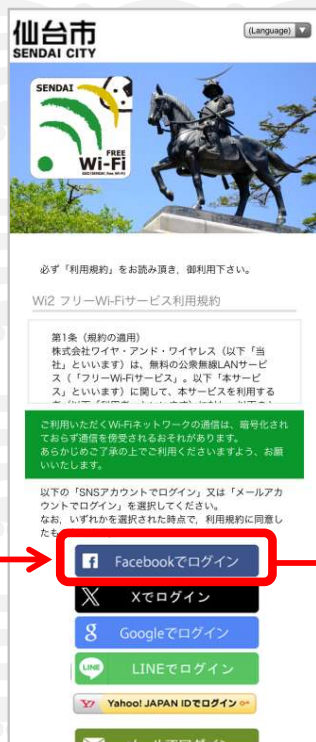 仙台市
SENDAI CITY
(Language)
SENDAI
FREE
Wi-Fi
必ず「利用規約」をお読み頂き、御利用下さい。
Wi2 フリーWi-Fiサービス利用規約
第1条（規約の適用）
株式会社ワイヤ・アンド・ワイヤレス（以下「当
社」といいます）は、無料の公衆無線LANサービ
ス（「フリーWi-Fiサービス」。以下「本サービ
ス」といいます）に関して、本サービスを利用する
ご利用いただくWi-Fiネットワークの通信は、暗号化され
ておらず通信を傍受されるおそれがあります。
あらかじめご了承の上でご利用くださいますよう、お願
いいたします。
以下の「SNSアカウントでログイン」又は「メールアカ
ウントでログイン」を選択してください。
なお、いずれかを選択された時点で、利用規約に同意し
たも
Facebookでログイン
Xでログイン
Googleでログイン
LINE
LINEでログイン
Y! Yahoo! JAPAN IDでログイン